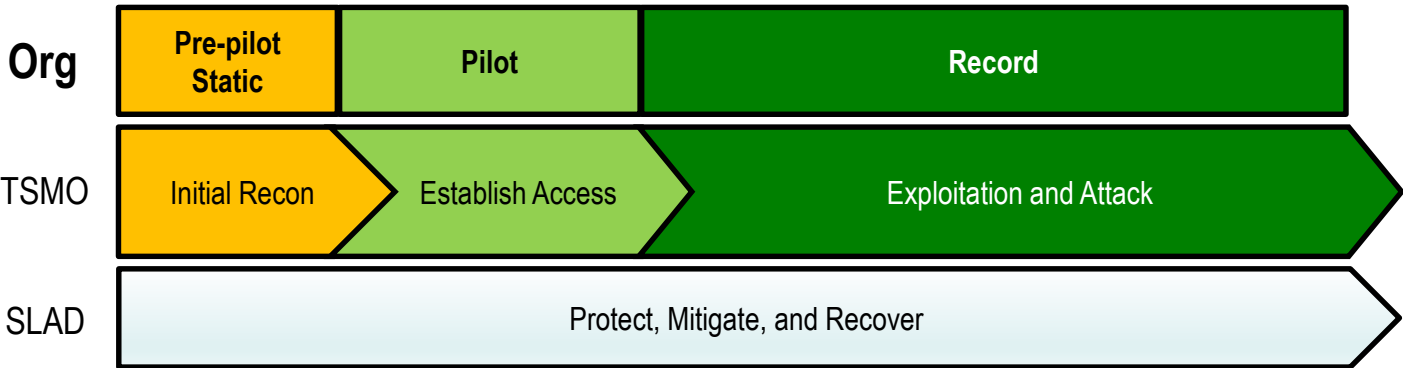 Org
Pre-pilot
Static
Pilot
Record
TSMO
Initial Recon
Establish Access
Exploitation and Attack
SLAD
Protect, Mitigate, and Recover